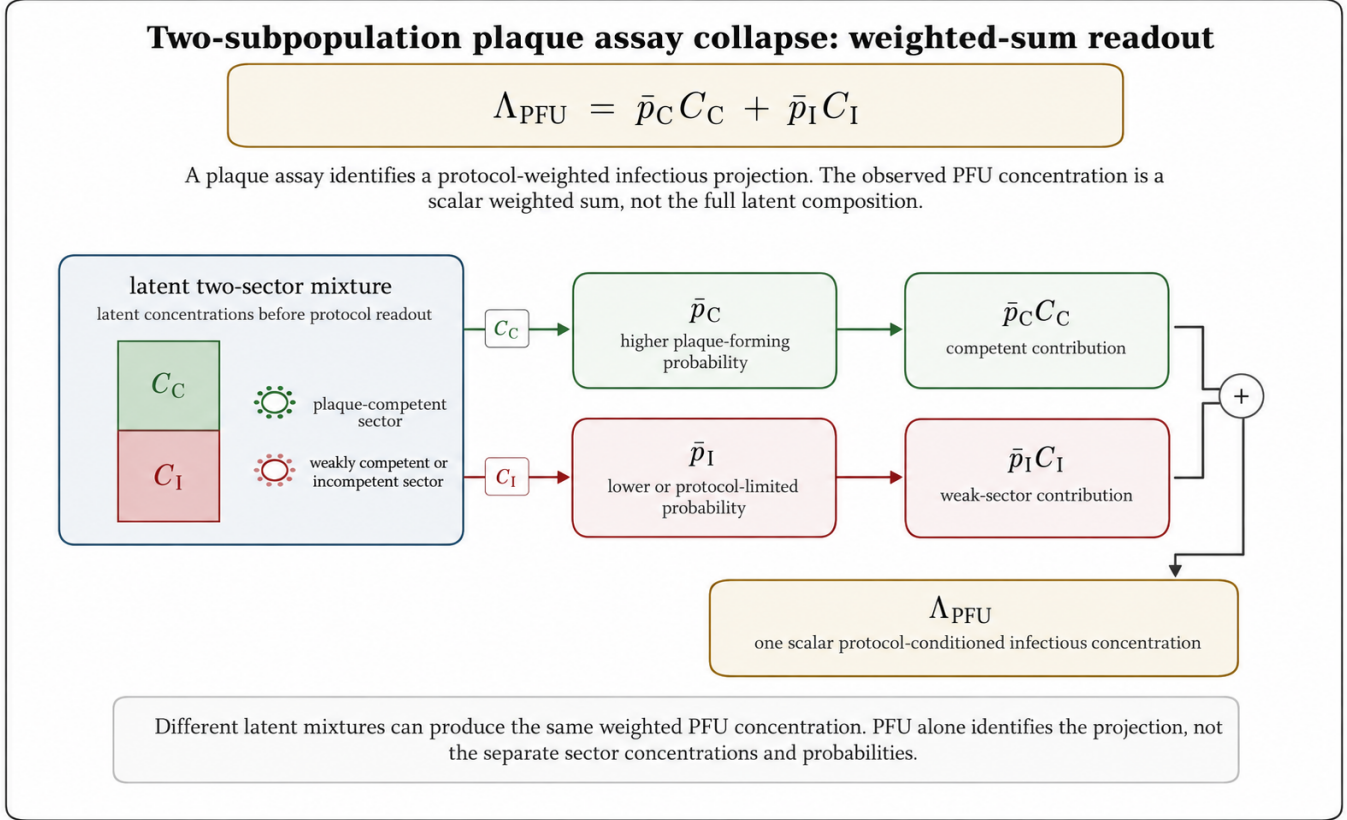 Two-subpopulation plaque assay collapse: weighted-sum readout
Λ_PFU = p̄_C C_C + p̄_I C_I
A plaque assay identifies a protocol-weighted infectious projection. The observed PFU concentration is a
scalar weighted sum, not the full latent composition.
latent two-sector mixture
latent concentrations before protocol readout
C_C
plaque-competent
sector
C_I
weakly competent or
incompetent sector
C_C
p̄_C
higher plaque-forming
probability
p̄_C C_C
competent contribution
+
C_I
p̄_I
lower or protocol-limited
probability
p̄_I C_I
weak-sector contribution
Λ_PFU
one scalar protocol-conditioned infectious concentration
Different latent mixtures can produce the same weighted PFU concentration. PFU alone identifies the projection, not
the separate sector concentrations and probabilities.